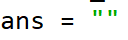 ans = ""